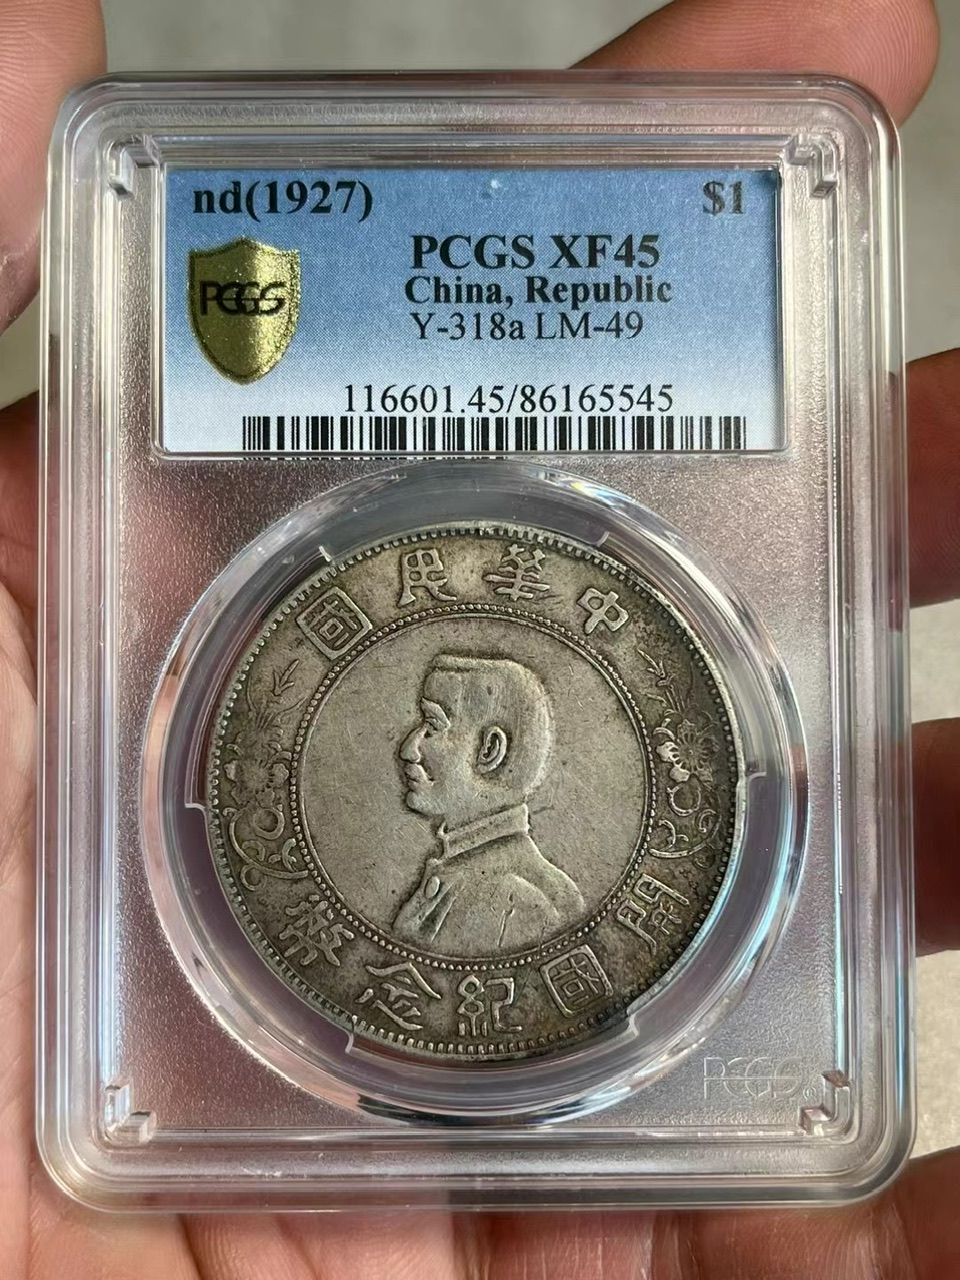 nd(1927) $1
PCGS
PCGS XF45
China, Republic
Y-318a LM-49
116601.45/86165545
中華民國
開國紀念幣
PCGS